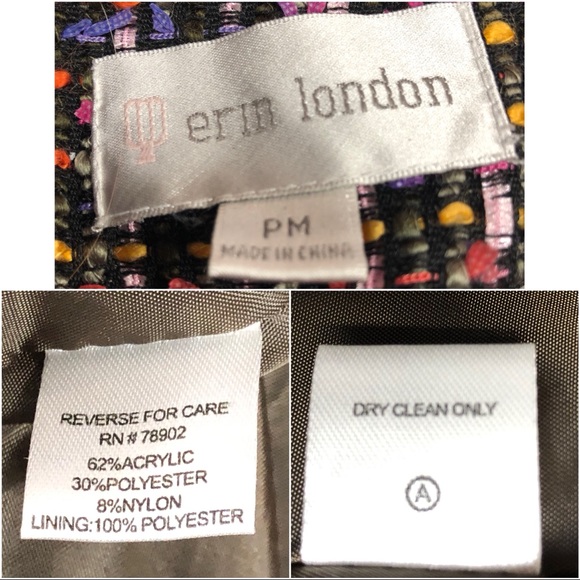 erin london
PM
MADE IN CHINA
REVERSE FOR CARE
RN # 78902
62%ACRYLIC
30%POLYESTER
8%NYLON
LINING:100% POLYESTER
DRY CLEAN ONLY
A